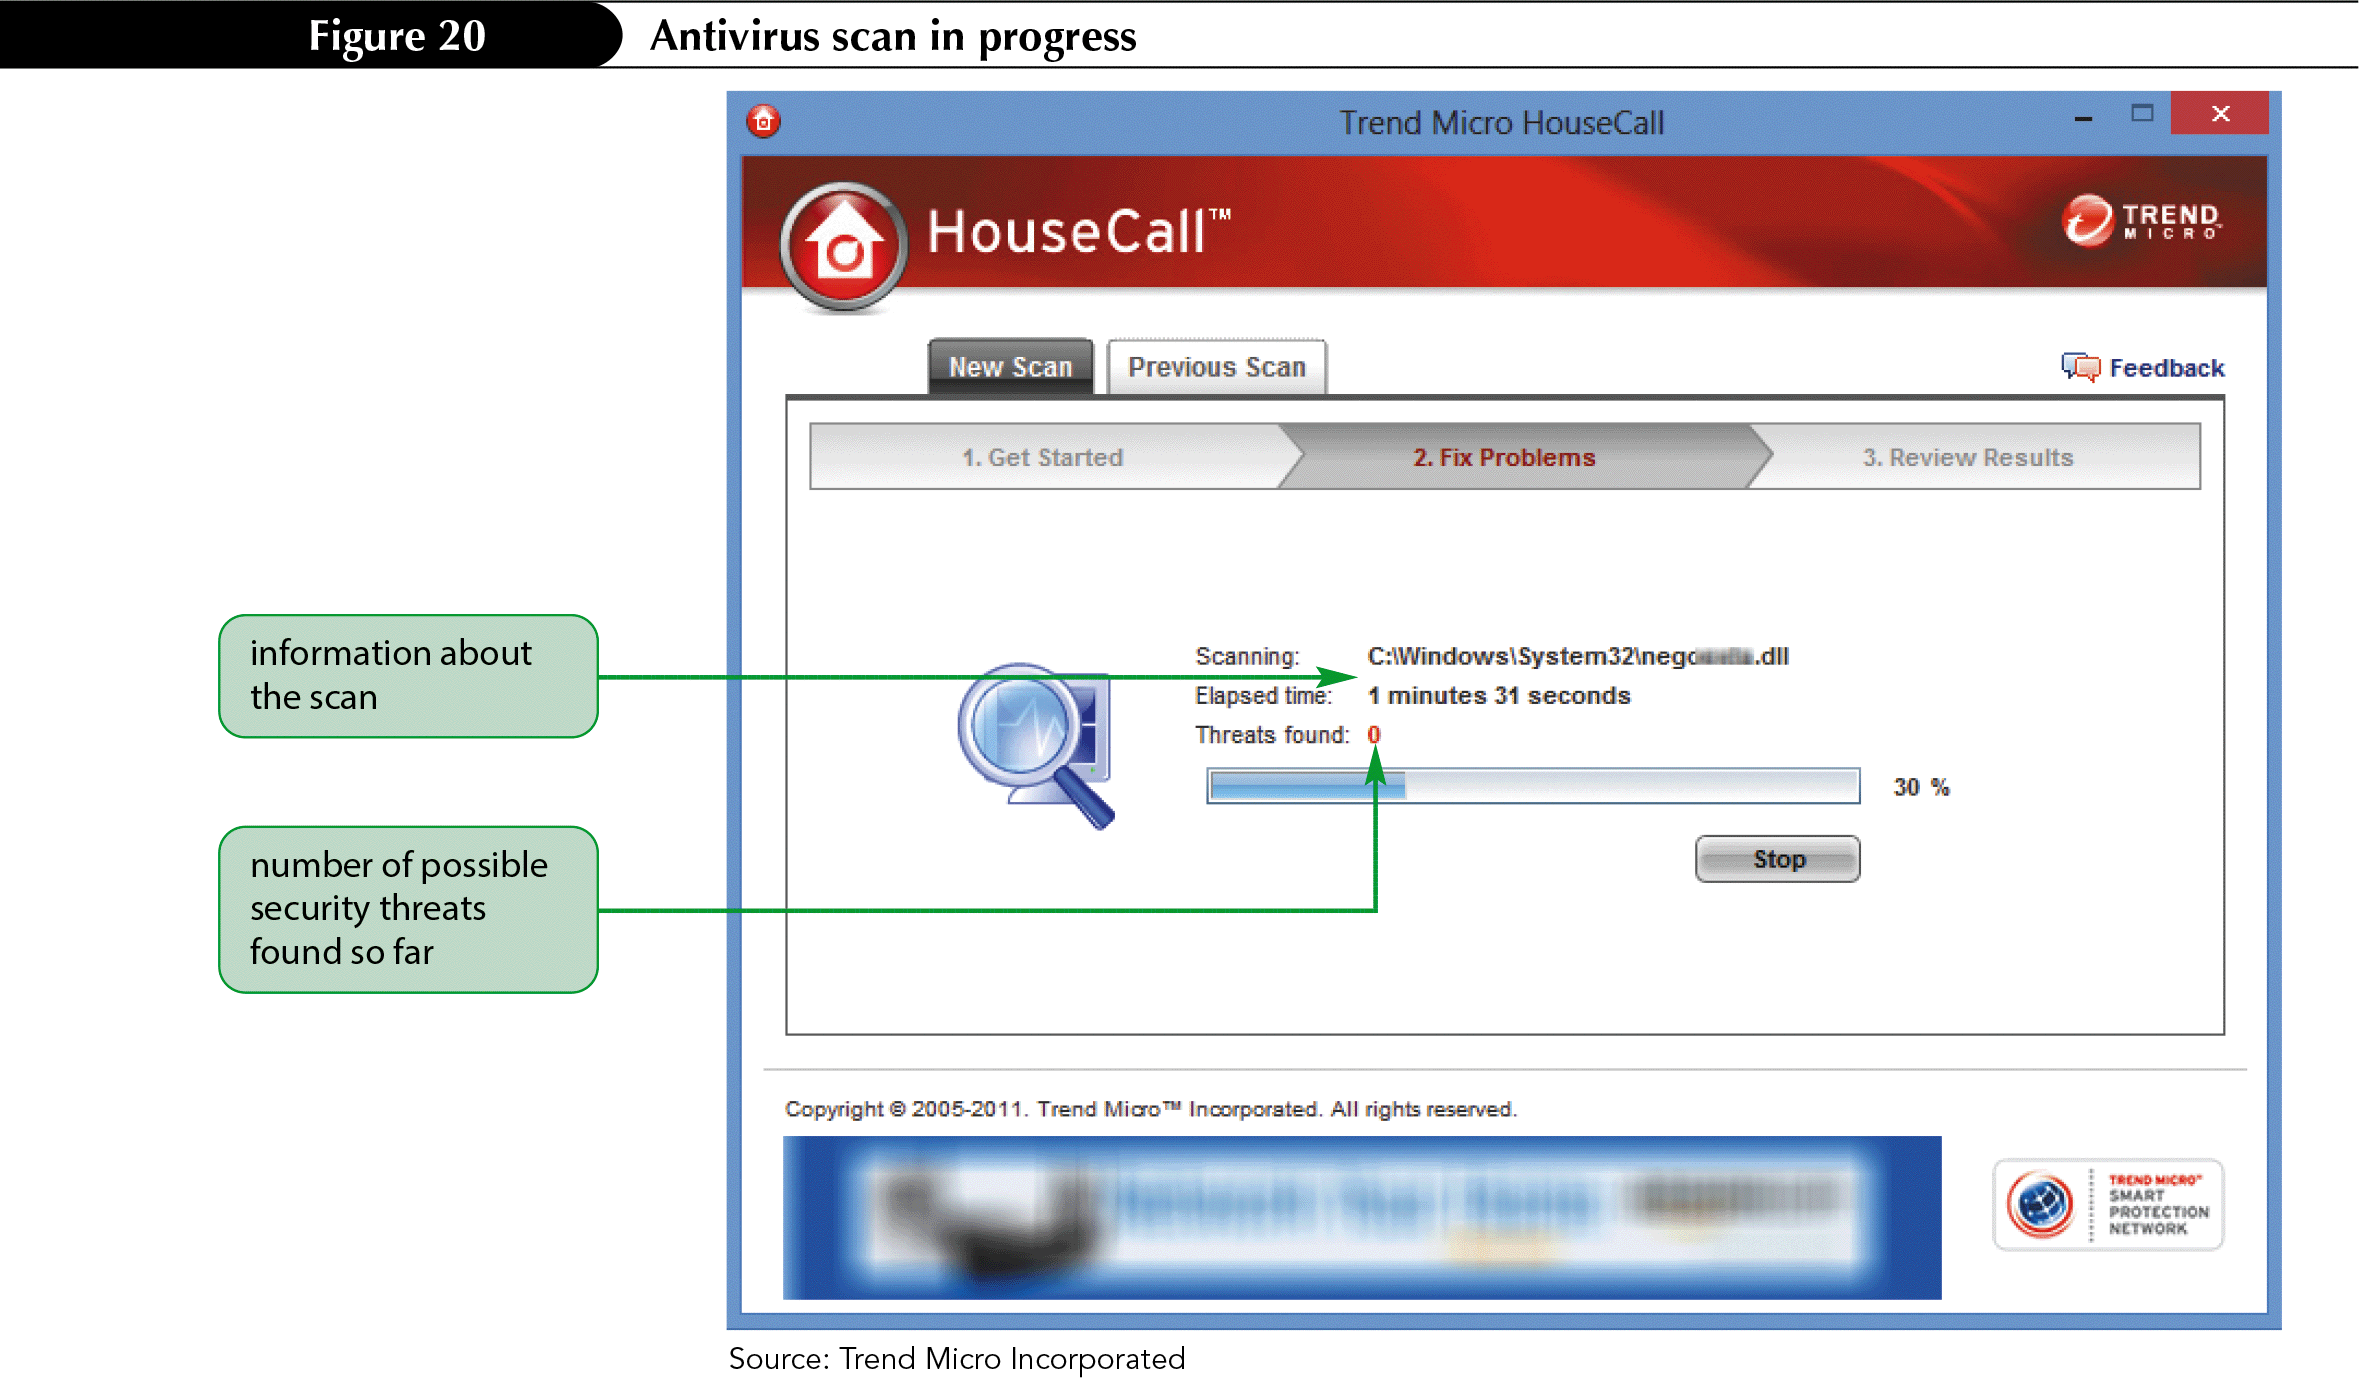 Figure 20 Antivirus scan in progress
Trend Micro HouseCall
HouseCall™
TREND™
MICRO
New Scan Previous Scan
Feedback
1. Get Started 2. Fix Problems 3. Review Results
information about
the scan
Scanning: C:\Windows\System32\
Elapsed time: 1 minutes 31 seconds
Threats found: 0
30 %
Stop
number of possible
security threats
found so far
Copyright © 2005-2011. Trend Micro™ Incorporated. All rights reserved.
TREND MICRO™
SMART
PROTECTION
NETWORK
Source: Trend Micro Incorporated